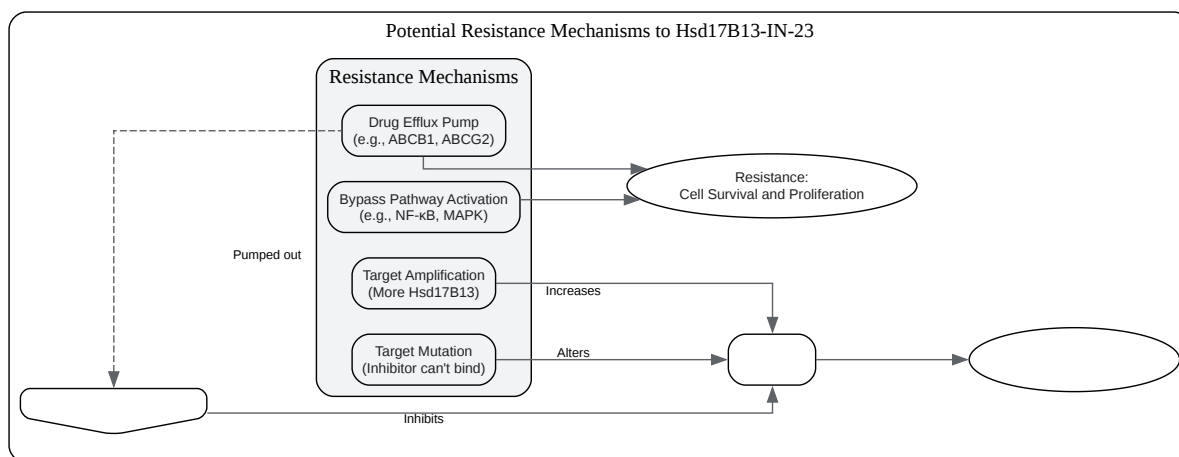 Potential Resistance Mechanisms to Hsd17B13-IN-23
Resistance Mechanisms
Drug Efflux Pump
(e.g., ABCB1, ABCG2)
Resistance:
Cell Survival and Proliferation
Bypass Pathway Activation
(e.g., NF-κB, MAPK)
Pumped out
Target Amplification
(More Hsd17B13)
Increases
Target Mutation
(Inhibitor can't bind)
Alters
Inhibits